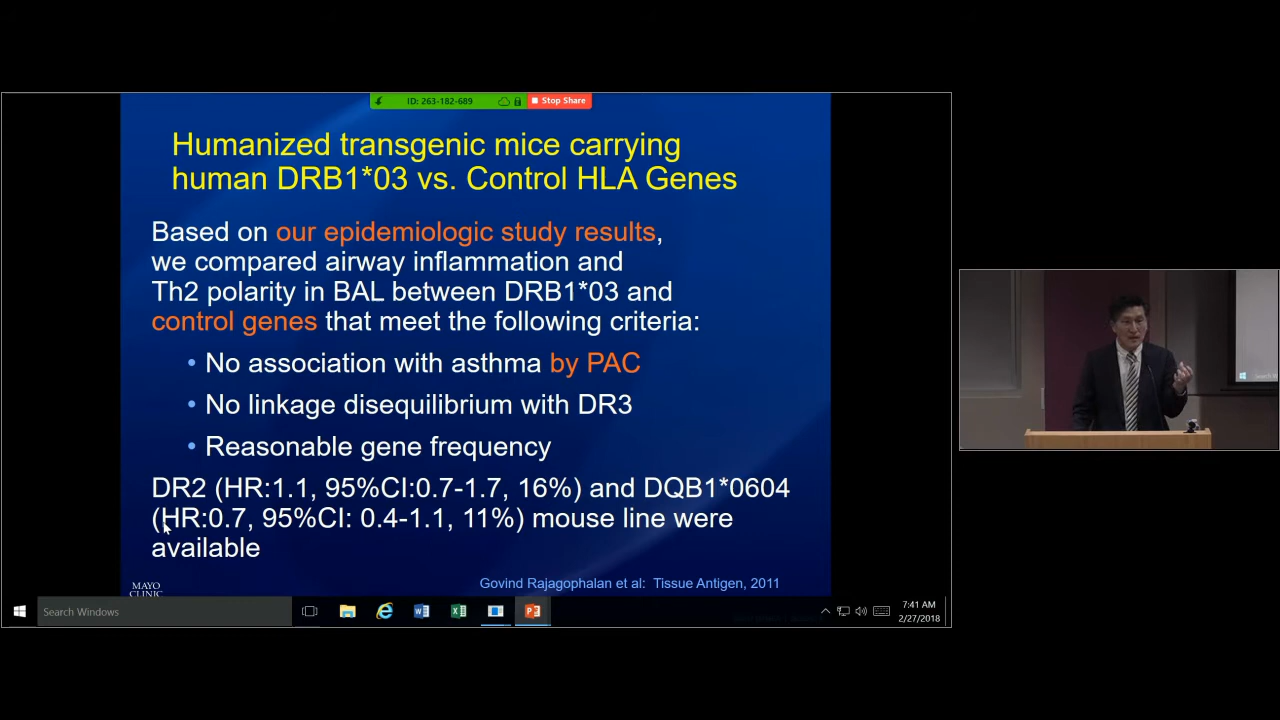 ID: 263-182-689
Stop Share
Humanized transgenic mice carrying
human DRB1*03 vs. Control HLA Genes
Based on our epidemiologic study results,
we compared airway inflammation and
Th2 polarity in BAL between DRB1*03 and
control genes that meet the following criteria:
• No association with asthma by PAC
• No linkage disequilibrium with DR3
• Reasonable gene frequency
DR2 (HR:1.1, 95%CI:0.7-1.7, 16%) and DQB1*0604
(HR:0.7, 95%CI: 0.4-1.1, 11%) mouse line were
available
Govind Rajagophalan et al: Tissue Antigen, 2011
MAYO
CLINIC
Search Windows
7:41 AM
2/27/2018